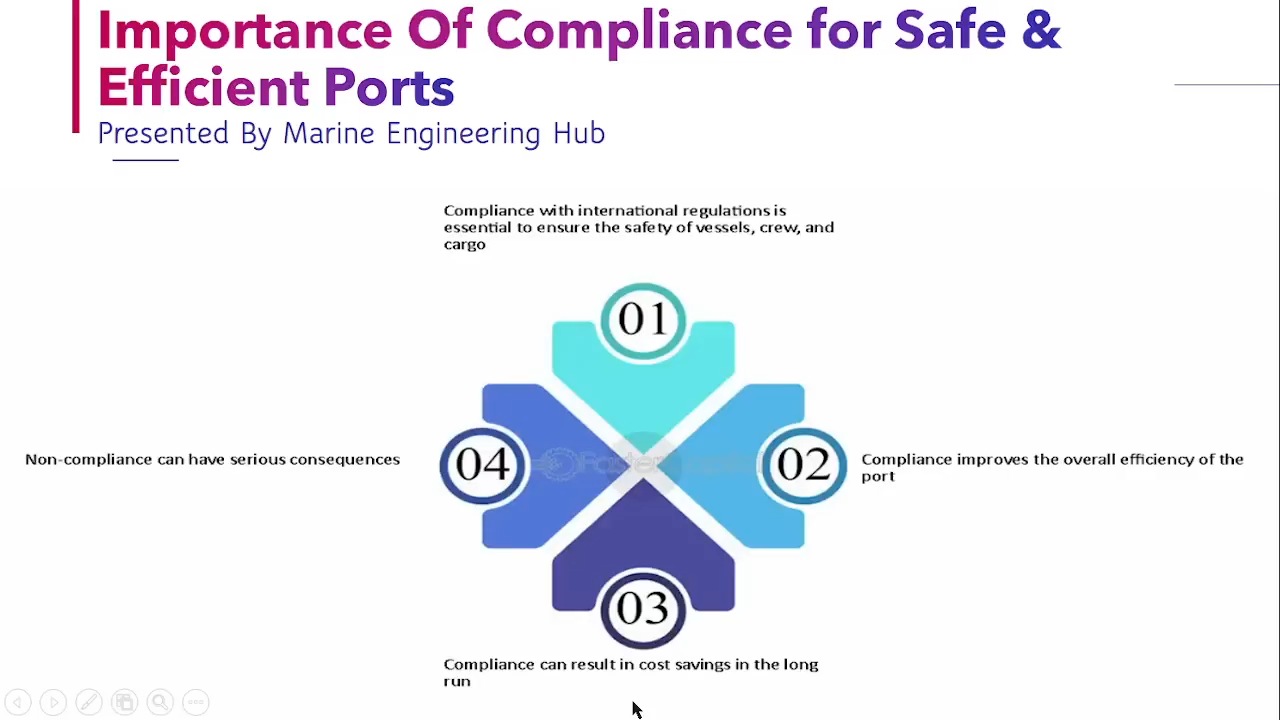 Importance Of Compliance for Safe &
Efficient Ports
Presented By Marine Engineering Hub
Compliance with international regulations is
essential to ensure the safety of vessels, crew, and
cargo
01
04
02
Non-compliance can have serious consequences
Compliance improves the overall efficiency of the
port
03
Compliance can result in cost savings in the long
run